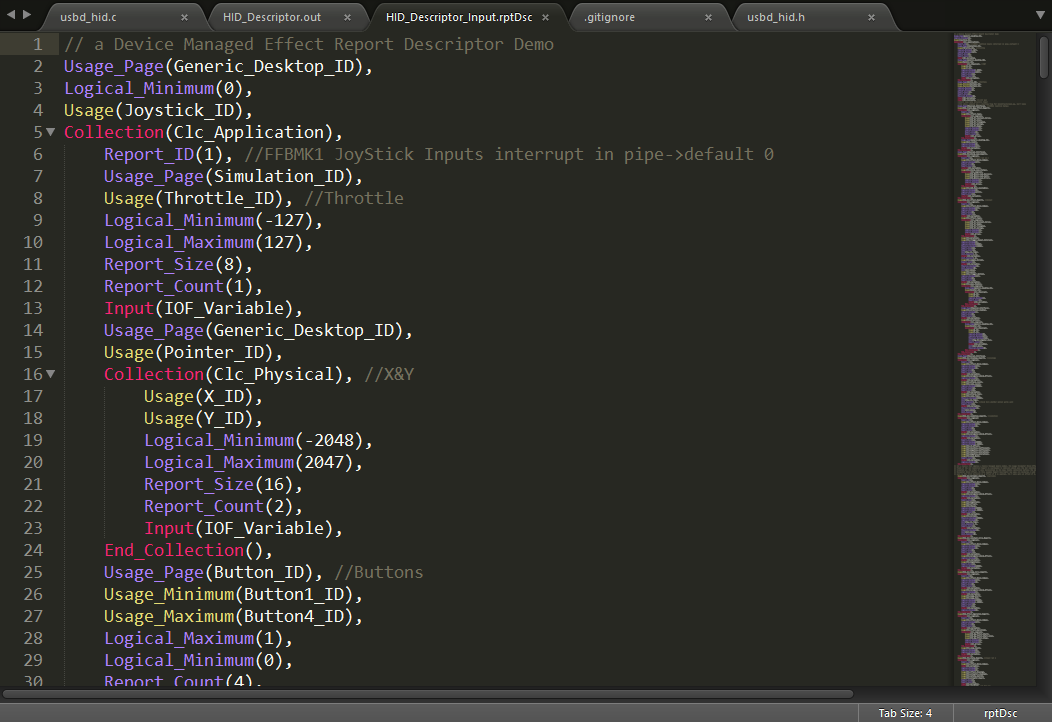 usbd_hid.c × HID_Descriptor.out × HID_Descriptor_Input.rptDsc × .gitignore × usbd_hid.h ×
1 // a Device Managed Effect Report Descriptor Demo
2 Usage_Page(Generic_Desktop_ID),
3 Logical_Minimum(0),
4 Usage(Joystick_ID),
5 Collection(Clc_Application),
6 Report_ID(1), //FFBMK1 JoyStick Inputs interrupt in pipe->default 0
7 Usage_Page(Simulation_ID),
8 Usage(Throttle_ID), //Throttle
9 Logical_Minimum(-127),
10 Logical_Maximum(127),
11 Report_Size(8),
12 Report_Count(1),
13 Input(IOF_Variable),
14 Usage_Page(Generic_Desktop_ID),
15 Usage(Pointer_ID),
16 Collection(Clc_Physical), //X&Y
17 Usage(X_ID),
18 Usage(Y_ID),
19 Logical_Minimum(-2048),
20 Logical_Maximum(2047),
21 Report_Size(16),
22 Report_Count(2),
23 Input(IOF_Variable),
24 End_Collection(),
25 Usage_Page(Button_ID), //Buttons
26 Usage_Minimum(Button1_ID),
27 Usage_Maximum(Button4_ID),
28 Logical_Maximum(1),
29 Logical_Minimum(0),
30 Report_Count(4),
Tab Size: 4 rptDsc